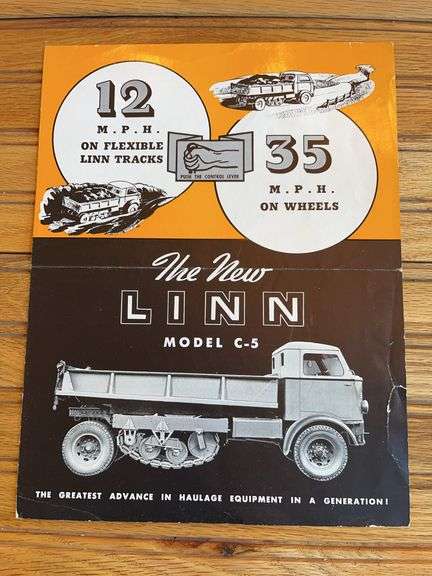 12
M.P.H.
ON FLEXIBLE
LINN TRACKS
PUSH THE CONTROL LEVER
35
M.P.H.
ON WHEELS
The New
LINN
MODEL C-5
THE GREATEST ADVANCE IN HAULAGE EQUIPMENT IN A GENERATION!